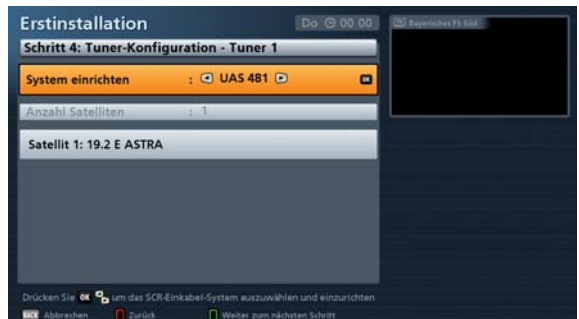 Erstinstallation
Do 00 00
Bayerisches FS Süd
Schritt 4: Tuner-Konfiguration - Tuner 1
System einrichten : UAS 481 OK
Anzahl Satelliten : 1
Satellit 1: 19.2 E ASTRA
Drücken Sie OK um das SCR-Einkabel-System auszuwählen und einzurichten
BACK Abbrechen Zurück Weiter zum nächsten Schritt